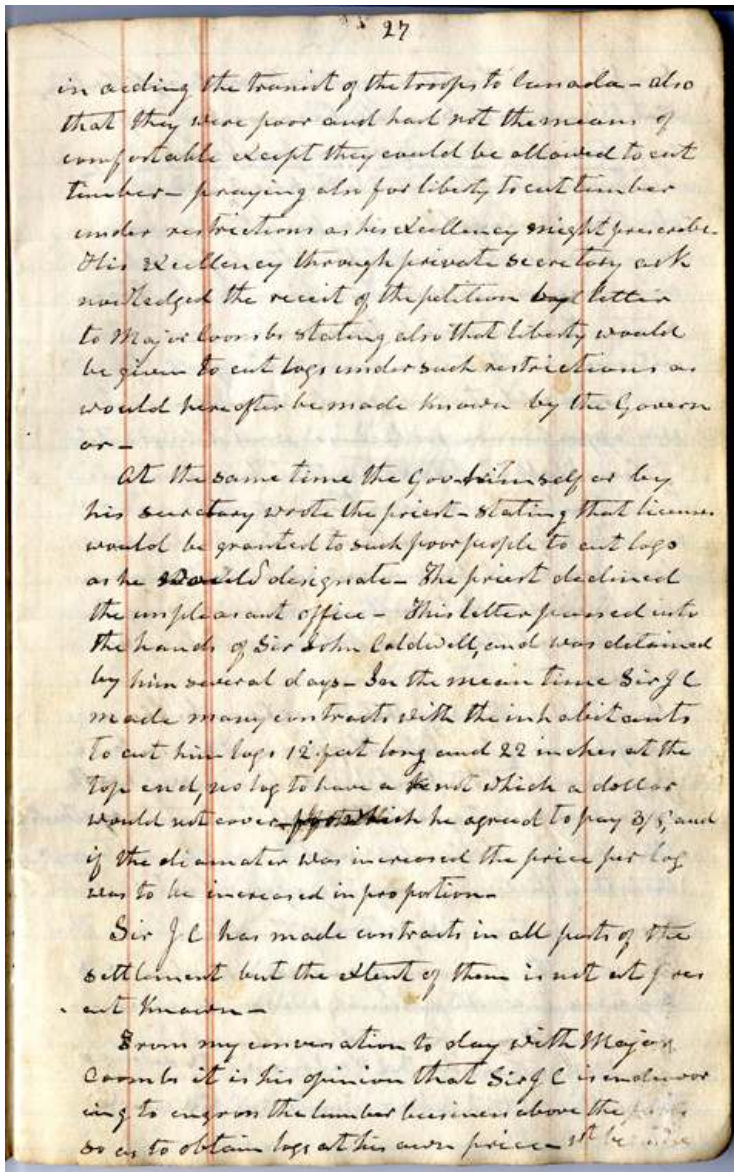 27
in aiding the transit of the troops to Canada - also
that they were poor and had not the means of
comfortable except they could be allowed to cut
timber - praying also for liberty to cut timber
under restrictions as his Excellency might prescribe.
His Excellency through private secretary ack
nowledged the receit of the petition by letter
to Major Coombs stating also that liberty would
be given to cut logs under such restrictions as
would hereafter be made known by the Govern
or -
At the same time the Gov himself or by
his secretary wrote the priest - stating that licenses
would be granted to such poor people to cut logs
as he would designate - The priest declined
the unpleasant office - This letter passed into
the hands of Sir John Caldwell, and was detained
by him several days - In the mean time Sir J C
made many contracts with the inhabitants
to cut him logs 12 feet long and 22 inches at the
top end, no log to have a knot which a dollar
would not cover - for which he agreed to pay 3/ and
if the diamater was increased the price per log
was to be increased in proportion -
Sir J C has made contracts in all parts of the
settlement but the extent of them is not at pres
ent known -
From my conversation to day with Major
Coombs it is his opinion that Sir J C is endeavor
ing to engross the lumber business above the
so as to obtain logs at his own price - 1st